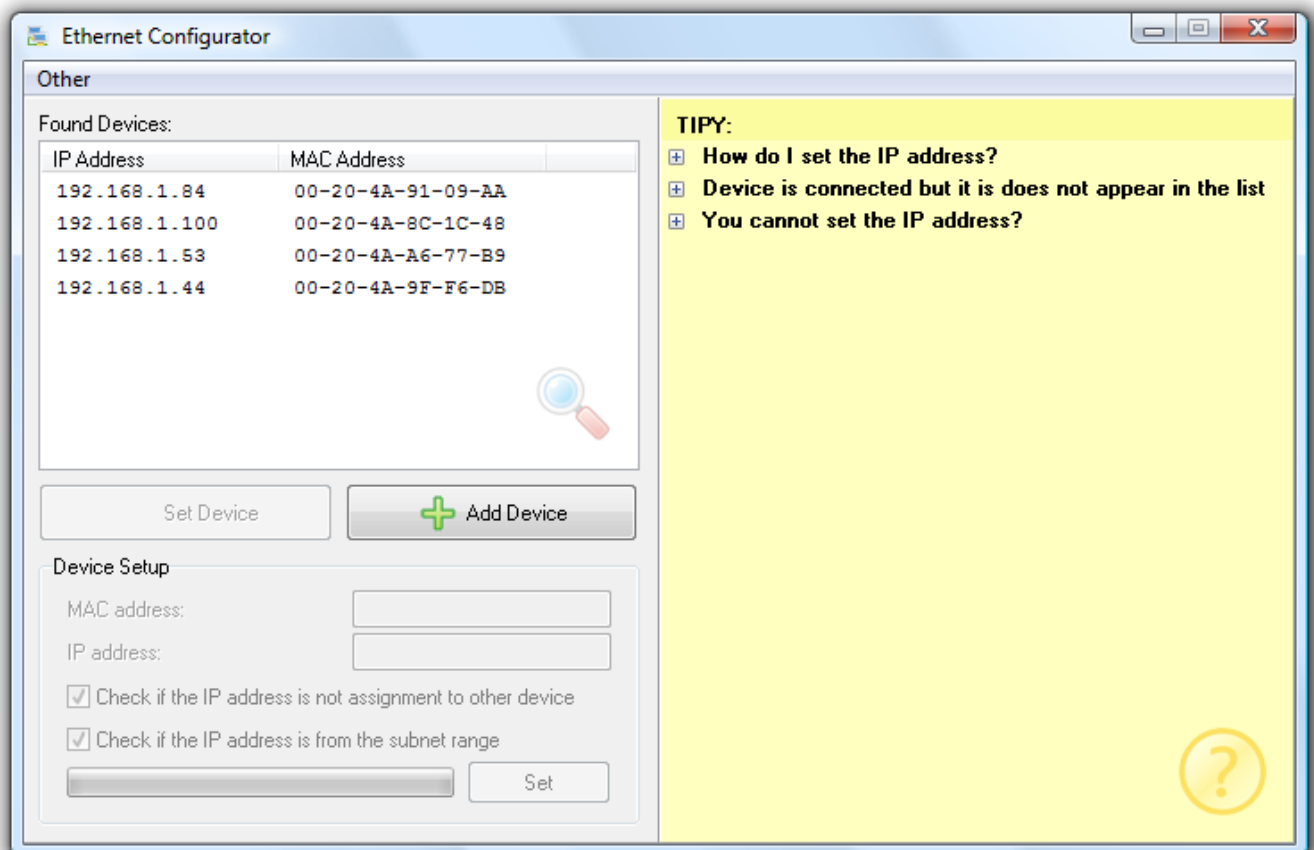 Ethernet Configurator
Other
Found Devices:
IP Address MAC Address
192.168.1.84 00-20-4A-91-09-AA
192.168.1.100 00-20-4A-8C-1C-48
192.168.1.53 00-20-4A-A6-77-B9
192.168.1.44 00-20-4A-9F-F6-DB
Set Device Add Device
Device Setup
MAC address:
IP address:
Check if the IP address is not assignment to other device
Check if the IP address is from the subnet range
Set
TIPY:
How do I set the IP address?
Device is connected but it is does not appear in the list
You cannot set the IP address?